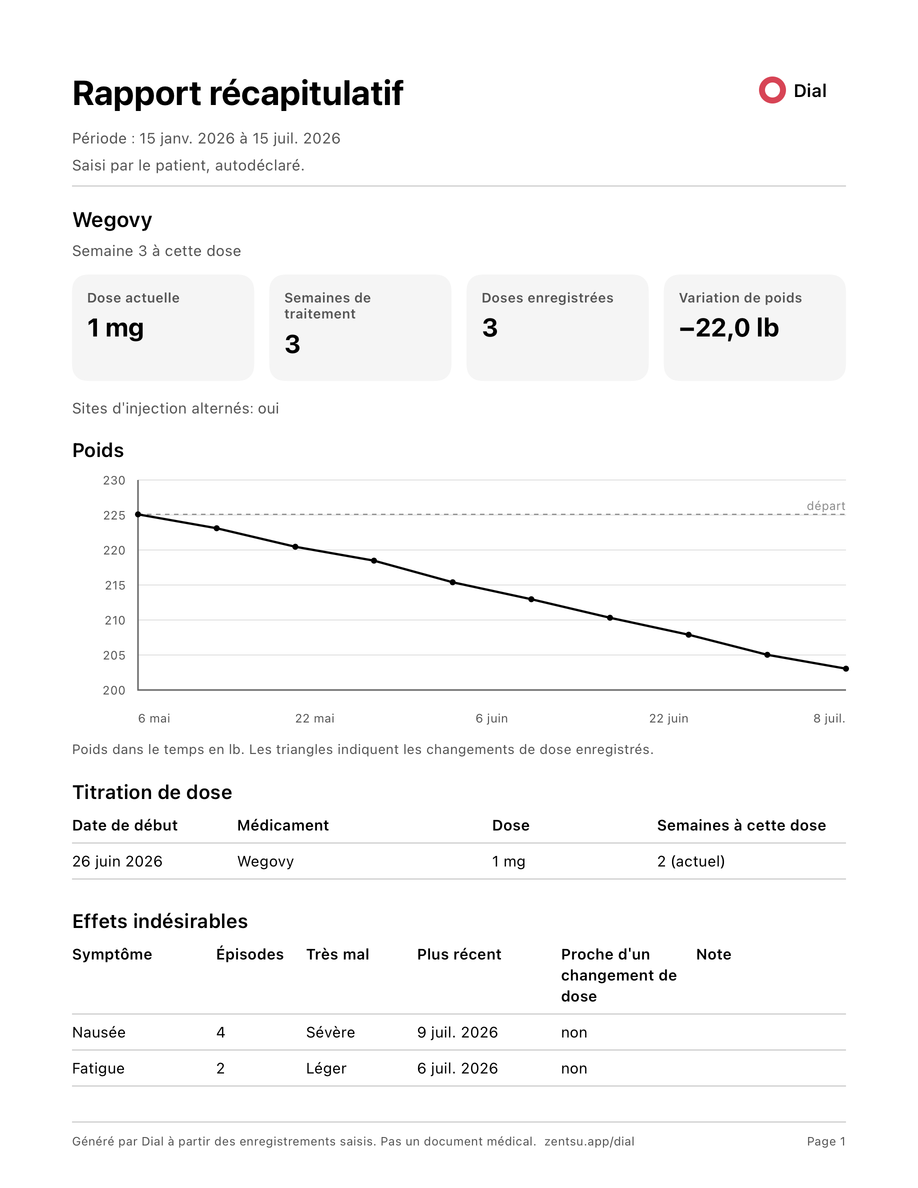 Rapport récapitulatif
Dial
Période : 15 janv. 2026 à 15 juil. 2026
Saisi par le patient, autodéclaré.
Wegovy
Semaine 3 à cette dose
Dose actuelle
1 mg
Semaines de
traitement
3
Doses enregistrées
3
Variation de poids
−22,0 lb
Sites d'injection alternés: oui
Poids
230
départ
225
220
215
210
205
200
6 mai 22 mai 6 juin 22 juin 8 juil.
Poids dans le temps en lb. Les triangles indiquent les changements de dose enregistrés.
Titration de dose
Date de début Médicament Dose Semaines à cette dose
26 juin 2026 Wegovy 1 mg 2 (actuel)
Effets indésirables
Symptôme Épisodes Très mal Plus récent Proche d'un Note
changement de
dose
Nausée 4 Sévère 9 juil. 2026 non
Fatigue 2 Léger 6 juil. 2026 non
Généré par Dial à partir des enregistrements saisis. Pas un document médical. zentsu.app/dial Page 1